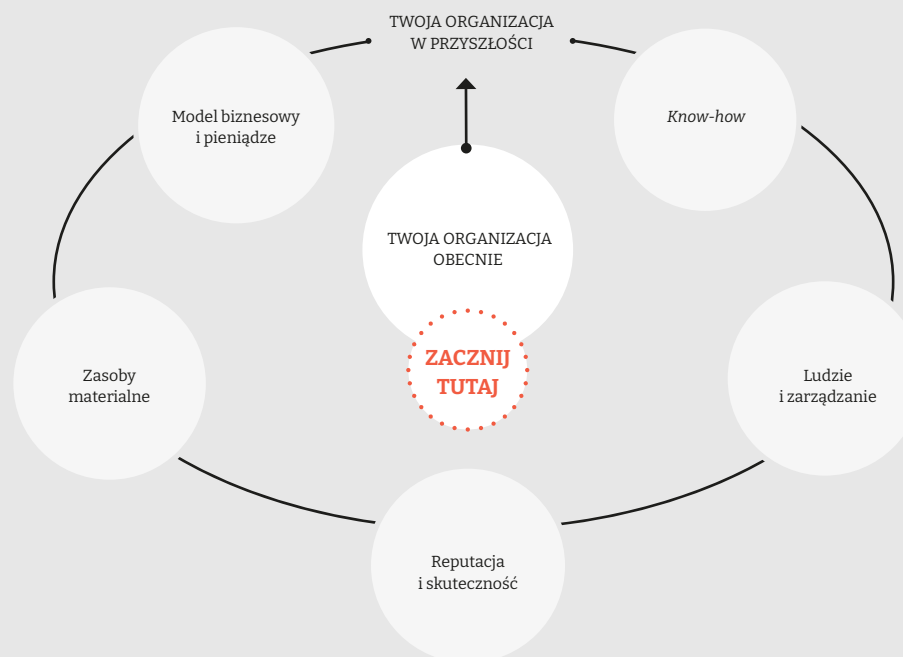 TWOJA ORGANIZACJA
W PRZYSZŁOŚCI
Model biznesowy
i pieniądze
Know-how
TWOJA ORGANIZACJA
OBECNIE
ZACZNIJ
TUTAJ
Zasoby
materialne
Ludzie
i zarządzanie
Reputacja
i skuteczność